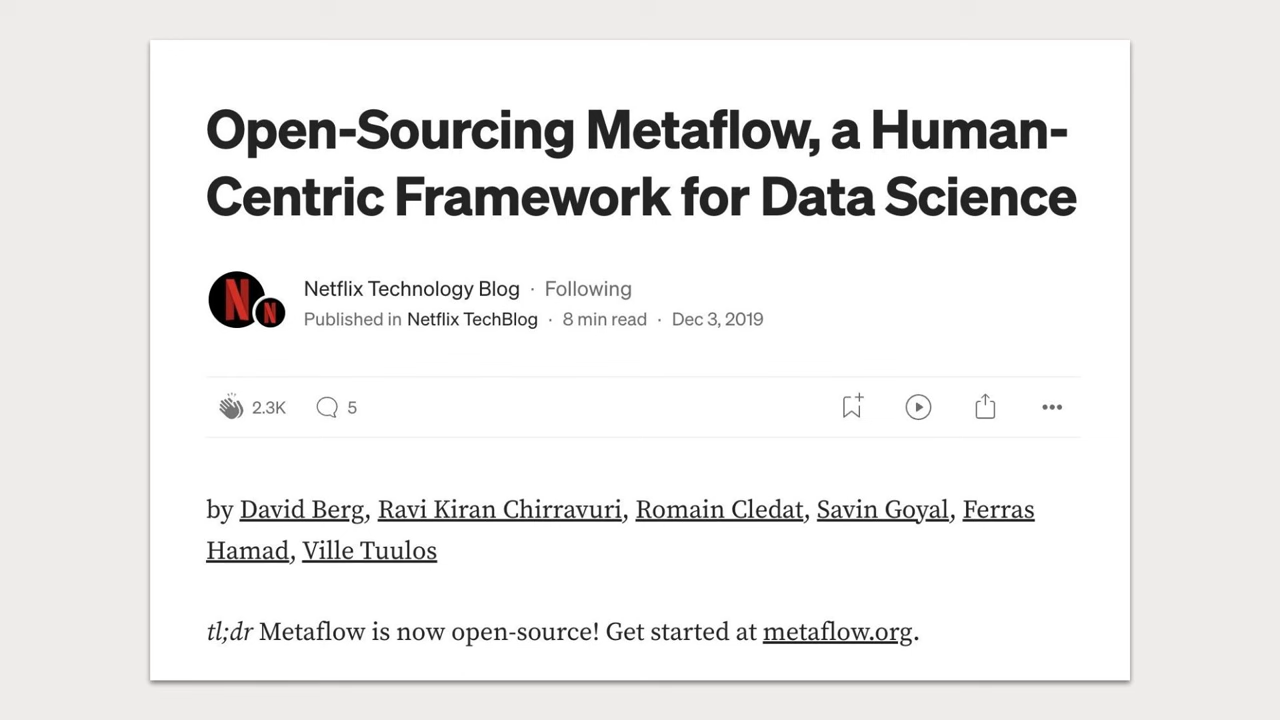 Open-Sourcing Metaflow, a Human-
Centric Framework for Data Science
N
N
Netflix Technology Blog · Following
Published in Netflix TechBlog · 8 min read · Dec 3, 2019
2.3K 5
by David Berg, Ravi Kiran Chirravuri, Romain Cledat, Savin Goyal, Ferras
Hamad, Ville Tuulos
tl;dr Metaflow is now open-source! Get started at metaflow.org.